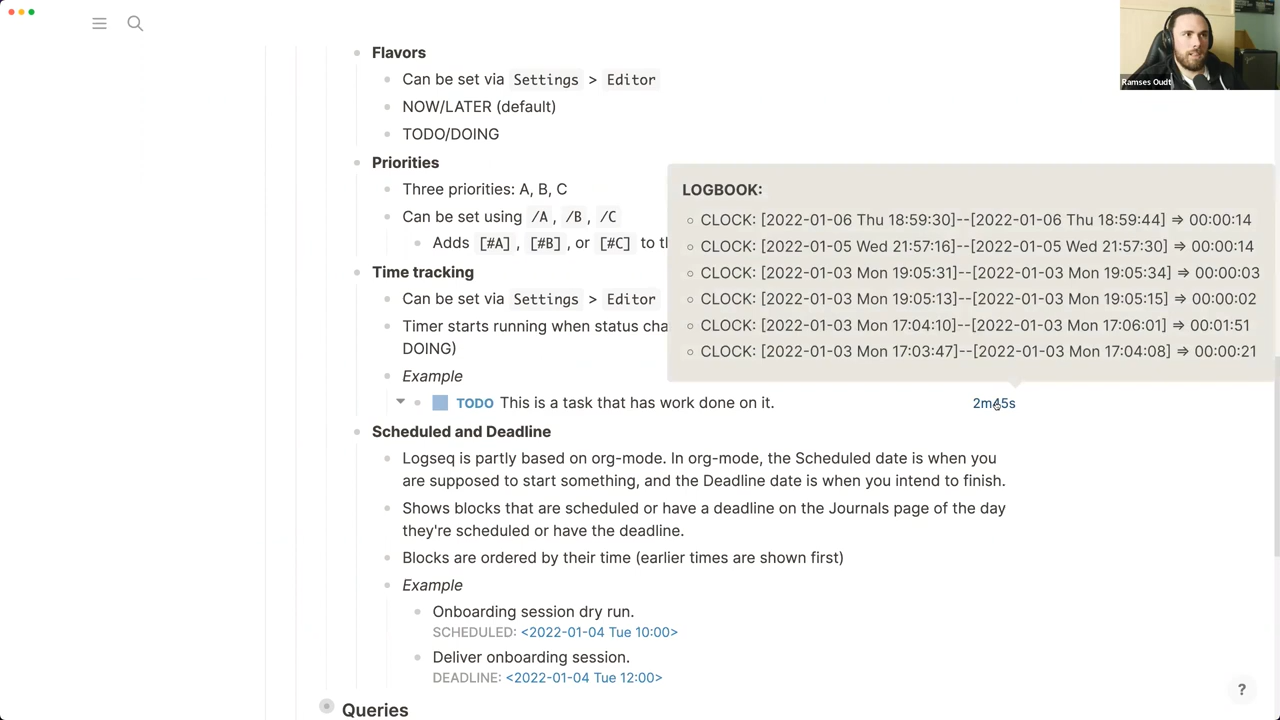 Ramses Oudt
Flavors
Can be set via Settings > Editor
NOW/LATER (default)
TODO/DOING
Priorities
Three priorities: A, B, C
Can be set using /A, /B, /C
Adds [#A], [#B], or [#C] to
Time tracking
Can be set via Settings > Editor
Timer starts running when status
DOING)
Example
TODO This is a task that has work done on it.
2m45s
LOGBOOK:
CLOCK: [2022-01-06 Thu 18:59:30]--[2022-01-06 Thu 18:59:44] => 00:00:14
CLOCK: [2022-01-05 Wed 21:57:16]--[2022-01-05 Wed 21:57:30] => 00:00:14
CLOCK: [2022-01-03 Mon 19:05:31]--[2022-01-03 Mon 19:05:34] => 00:00:03
CLOCK: [2022-01-03 Mon 19:05:13]--[2022-01-03 Mon 19:05:15] => 00:00:02
CLOCK: [2022-01-03 Mon 17:04:10]--[2022-01-03 Mon 17:06:01] => 00:01:51
CLOCK: [2022-01-03 Mon 17:03:47]--[2022-01-03 Mon 17:04:08] => 00:00:21
Scheduled and Deadline
Logseq is partly based on org-mode. In org-mode, the Scheduled date is when you
are supposed to start something, and the Deadline date is when you intend to finish.
Shows blocks that are scheduled or have a deadline on the Journals page of the day
they're scheduled or have the deadline.
Blocks are ordered by their time (earlier times are shown first)
Example
Onboarding session dry run.
SCHEDULED: <2022-01-04 Tue 10:00>
Deliver onboarding session.
DEADLINE: <2022-01-04 Tue 12:00>
Queries
?